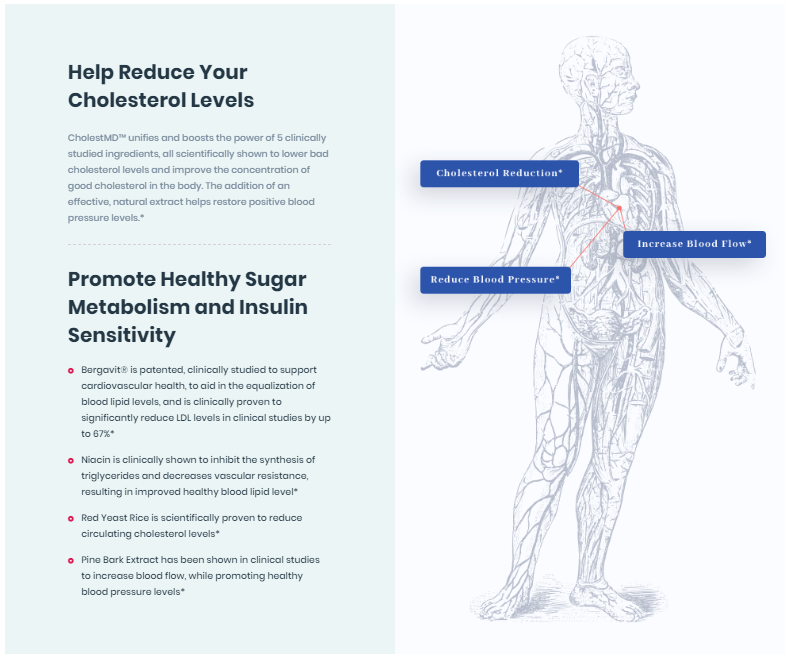 Help Reduce Your
Cholesterol Levels
CholestMD™ unifies and boosts the power of 5 clinically
studied ingredients, all scientifically shown to lower bad
cholesterol levels and improve the concentration of
good cholesterol in the body. The addition of an
effective, natural extract helps restore positive blood
pressure levels.*
Promote Healthy Sugar
Metabolism and Insulin
Sensitivity
Bergavit® is patented, clinically studied to support
cardiovascular health, to aid in the equalization of
blood lipid levels, and is clinically proven to
significantly reduce LDL levels in clinical studies by up
to 67%*
Niacin is clinically shown to inhibit the synthesis of
triglycerides and decreases vascular resistance,
resulting in improved healthy blood lipid level*
Red Yeast Rice is scientifically proven to reduce
circulating cholesterol levels*
Pine Bark Extract has been shown in clinical studies
to increase blood flow, while promoting healthy
blood pressure levels*
Cholesterol Reduction*
Increase Blood Flow*
Reduce Blood Pressure*